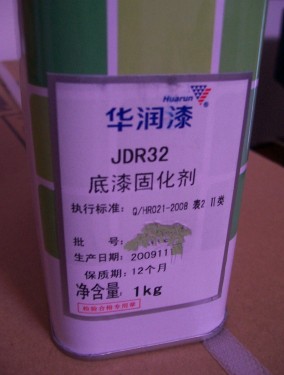 Huarun
华润漆
JDR32
底漆固化剂
执行标准: Q/HR021-2008 表2 II类
批 号:
生产日期: 200911
保质期: 12个月
净含量: 1kg